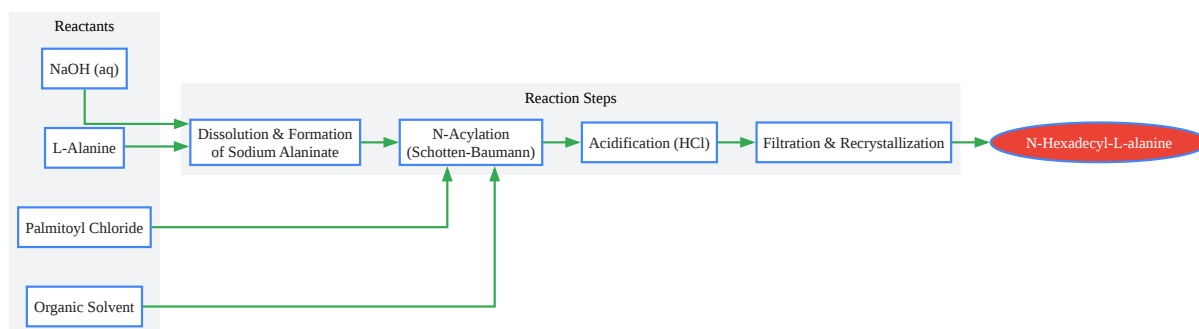 Reactants
NaOH (aq)
L-Alanine
Palmitoyl Chloride
Organic Solvent
Reaction Steps
Dissolution & Formation
of Sodium Alaninate
N-Acylation
(Schotten-Baumann)
Acidification (HCl)
Filtration & Recrystallization
N-Hexadecyl-L-alanine